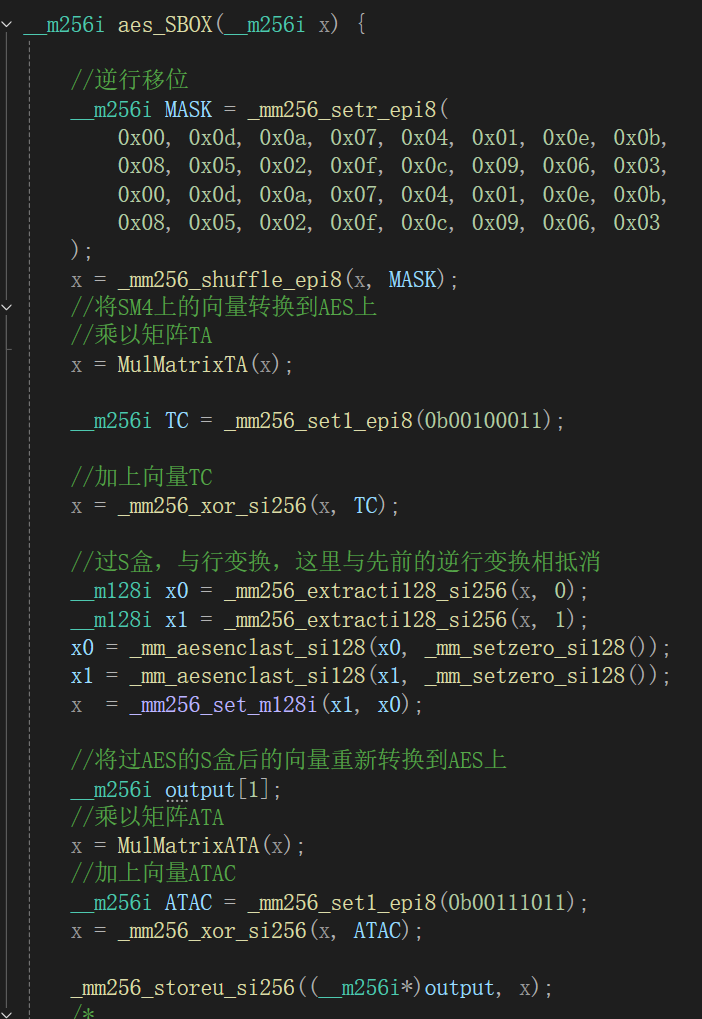 __m256i aes_SBOX(__m256i x) {
//逆行移位
__m256i MASK = _mm256_setr_epi8(
0x00, 0x0d, 0x0a, 0x07, 0x04, 0x01, 0x0e, 0x0b,
0x08, 0x05, 0x02, 0x0f, 0x0c, 0x09, 0x06, 0x03,
0x00, 0x0d, 0x0a, 0x07, 0x04, 0x01, 0x0e, 0x0b,
0x08, 0x05, 0x02, 0x0f, 0x0c, 0x09, 0x06, 0x03
);
x = _mm256_shuffle_epi8(x, MASK);
//将SM4上的向量转换到AES上
//乘以矩阵TA
x = MulMatrixTA(x);
__m256i TC = _mm256_set1_epi8(0b00100011);
//加上向量TC
x = _mm256_xor_si256(x, TC);
//过S盒，与行变换，这里与先前的逆行变换相抵消
__m128i x0 = _mm256_extracti128_si256(x, 0);
__m128i x1 = _mm256_extracti128_si256(x, 1);
x0 = _mm_aesenclast_si128(x0, _mm_setzero_si128());
x1 = _mm_aesenclast_si128(x1, _mm_setzero_si128());
x  = _mm256_set_m128i(x1, x0);
//将过AES的S盒后的向量重新转换到AES上
__m256i output[1];
//乘以矩阵ATA
x = MulMatrixATA(x);
//加上向量ATAC
__m256i ATAC = _mm256_set1_epi8(0b00111011);
x = _mm256_xor_si256(x, ATAC);
_mm256_storeu_si256((__m256i*)output, x);
/*